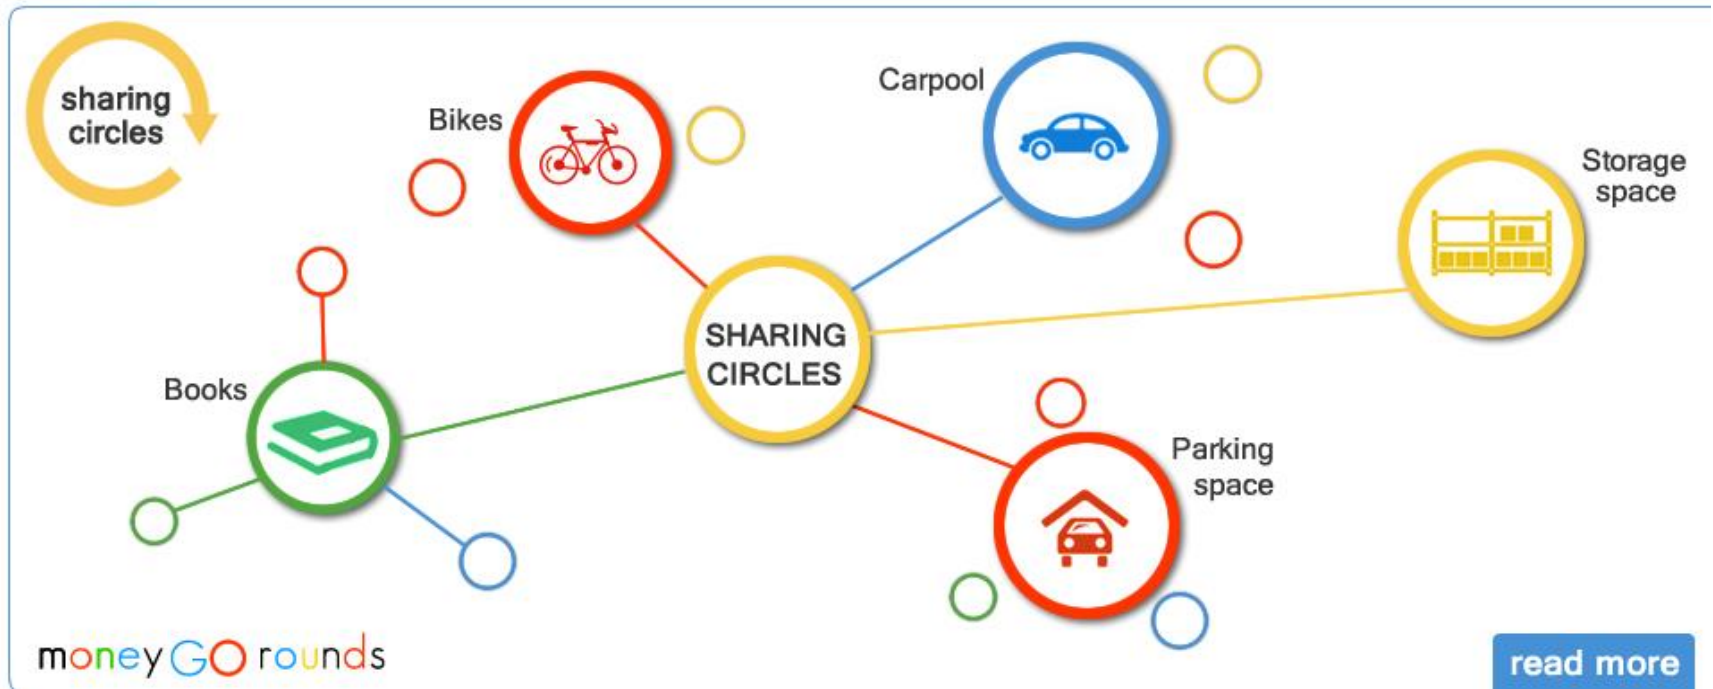 sharing
circles
Bikes
Carpool
Storage
space
SHARING
CIRCLES
Books
Parking
space
moneyGOrounds
read more